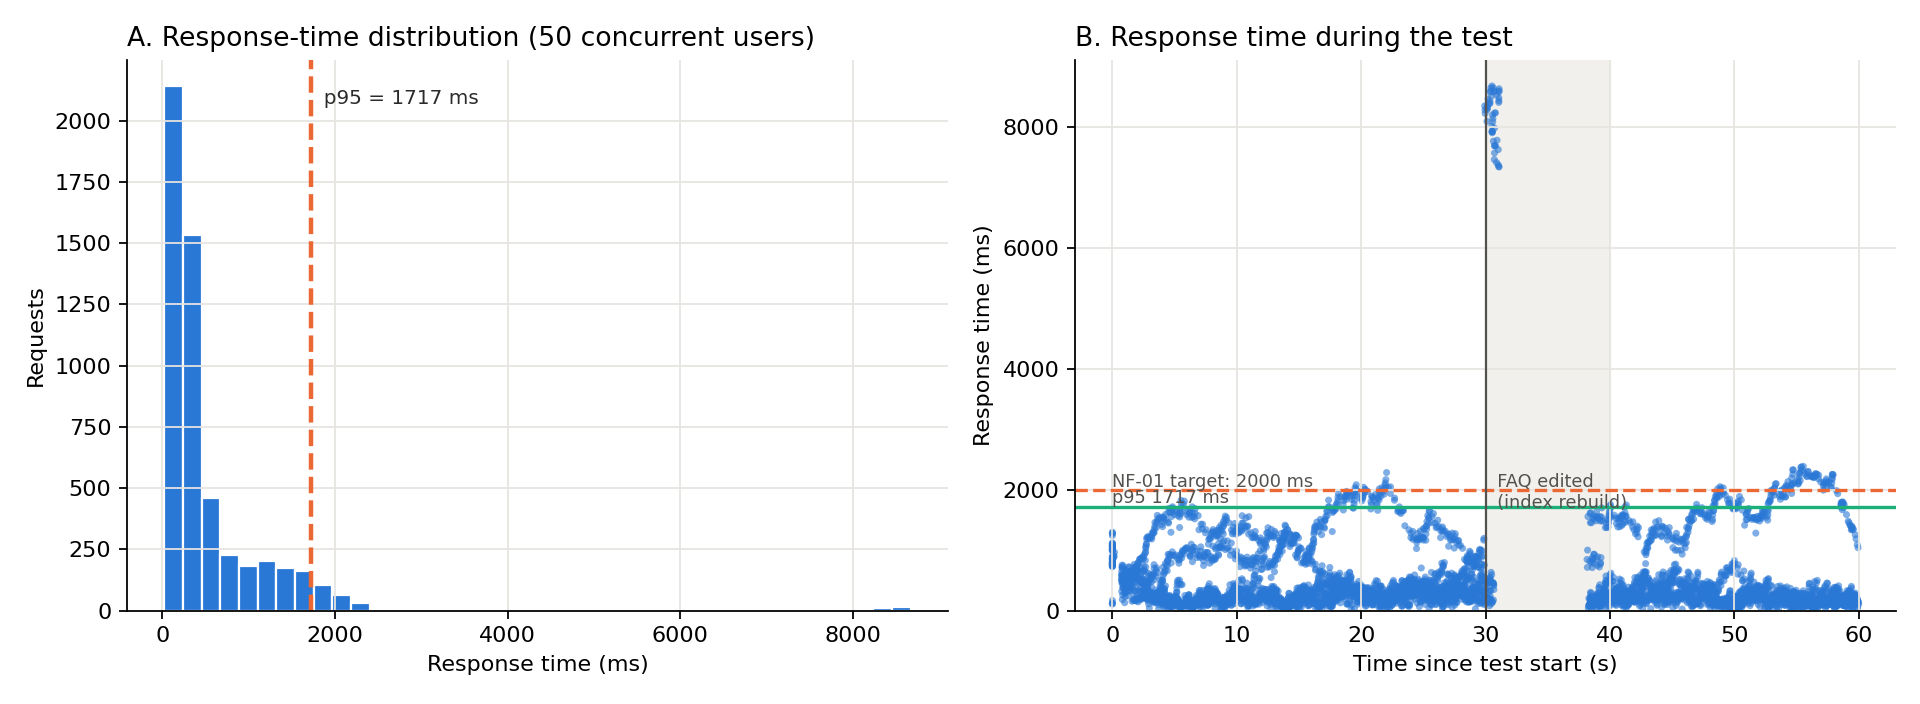 A. Response-time distribution (50 concurrent users)
p95 = 1717 ms
2000
1750
1500
1250
1000
750
500
250
0
Requests
0
2000
4000
6000
8000
Response time (ms)
B. Response time during the test
8000
6000
4000
2000
0
Response time (ms)
NF-01 target: 2000 ms
p95 1717 ms
FAQ edited
(index rebuild)
0
10
20
30
40
50
60
Time since test start (s)